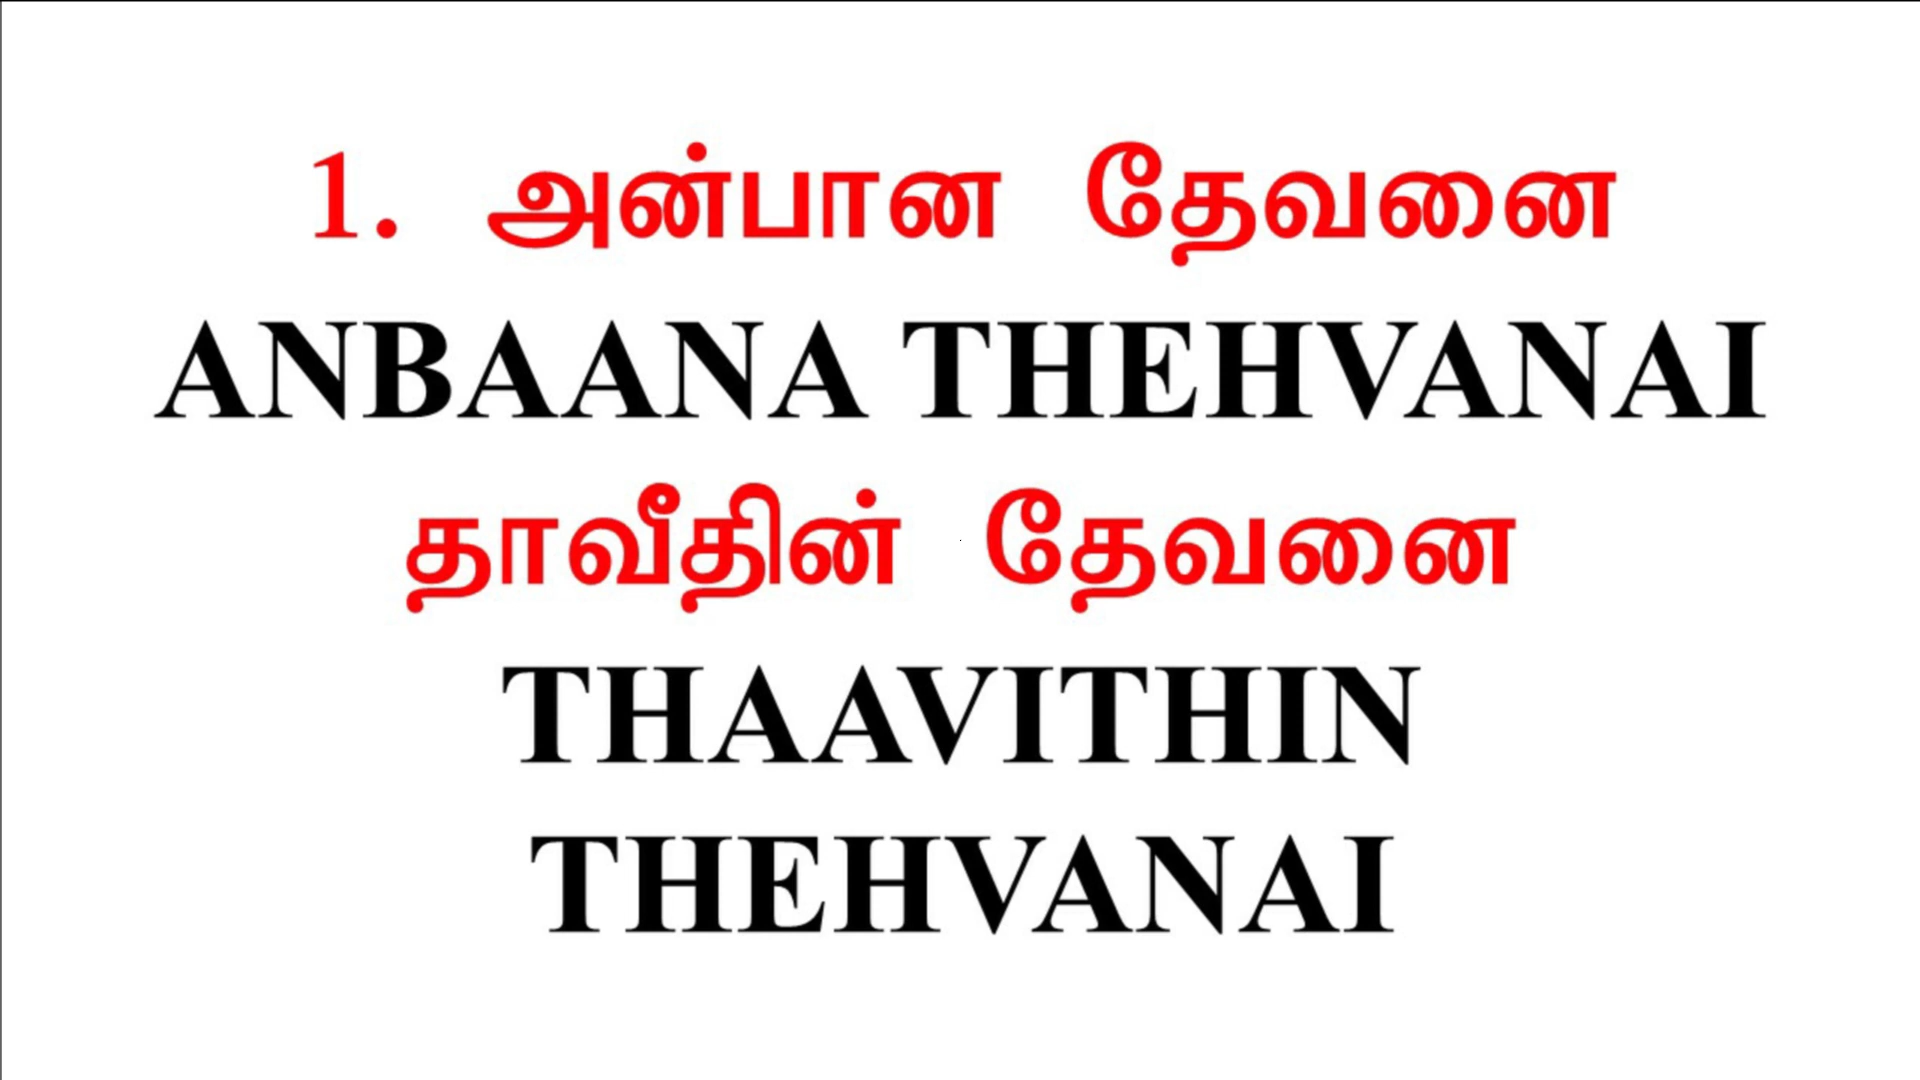 1. அன்பான தேவனை
ANBAANA THEHVANAI
தாவீதின் தேவனை
THAAVITHIN
THEHVANAI